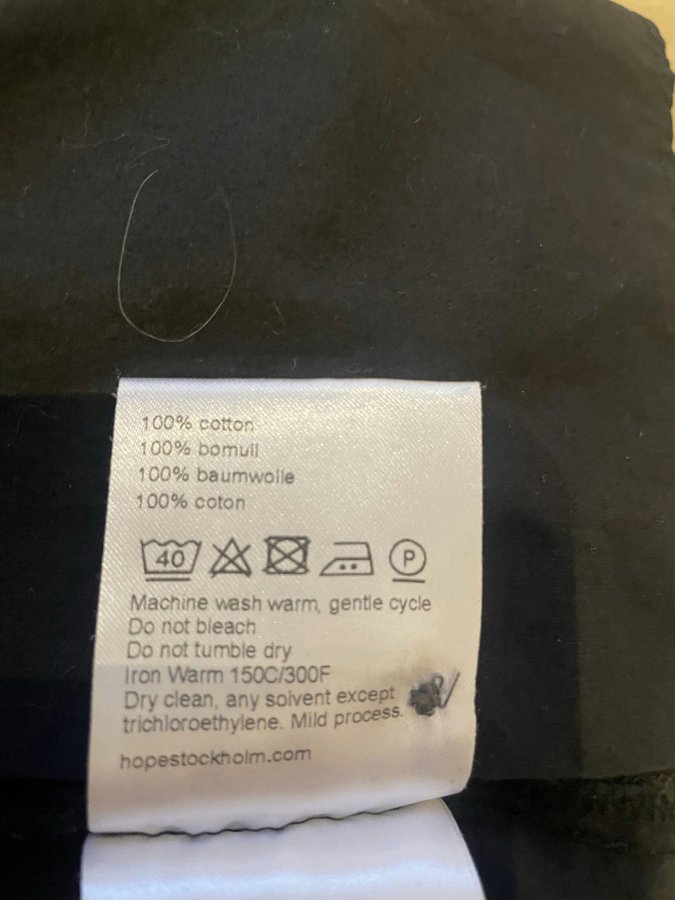 100% cotton
100% bomull
100% baumwolle
100% coton
40 P
Machine wash warm, gentle cycle
Do not bleach
Do not tumble dry
Iron Warm 150C/300F
Dry clean, any solvent except
trichloroethylene. Mild process.
hopestockholm.com